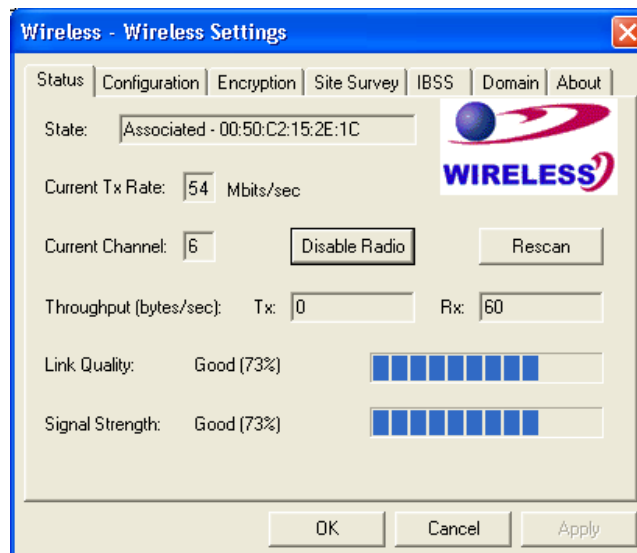 Wireless - Wireless Settings
Status Configuration Encryption Site Survey IBSS Domain About
State: Associated - 00:50:C2:15:2E:1C
WIRELESS
Current Tx Rate: 54 Mbits/sec
Current Channel: 6 Disable Radio Rescan
Throughput (bytes/sec): Tx: 0 Rx: 60
Link Quality: Good (73%)
Signal Strength: Good (73%)
OK Cancel Apply